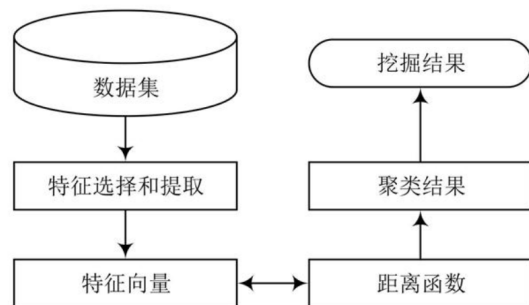 数据集
特征选择和提取
特征向量
距离函数
聚类结果
挖掘结果